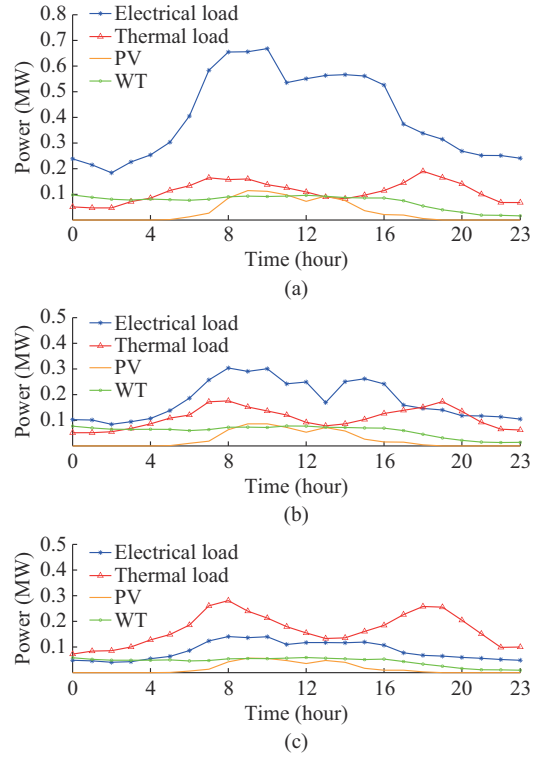 0.8
0.7
0.6
0.5
0.4
0.3
0.2
0.1
Power (MW)
Electrical load
Thermal load
PV
WT
0 4 8 12 16 20 23
Time (hour)
(a)
0.5
0.4
0.3
0.2
0.1
Power (MW)
Electrical load
Thermal load
PV
WT
0 4 8 12 16 20 23
Time (hour)
(b)
0.5
0.4
0.3
0.2
0.1
Power (MW)
Electrical load
Thermal load
PV
WT
0 4 8 12 16 20 23
Time (hour)
(c)